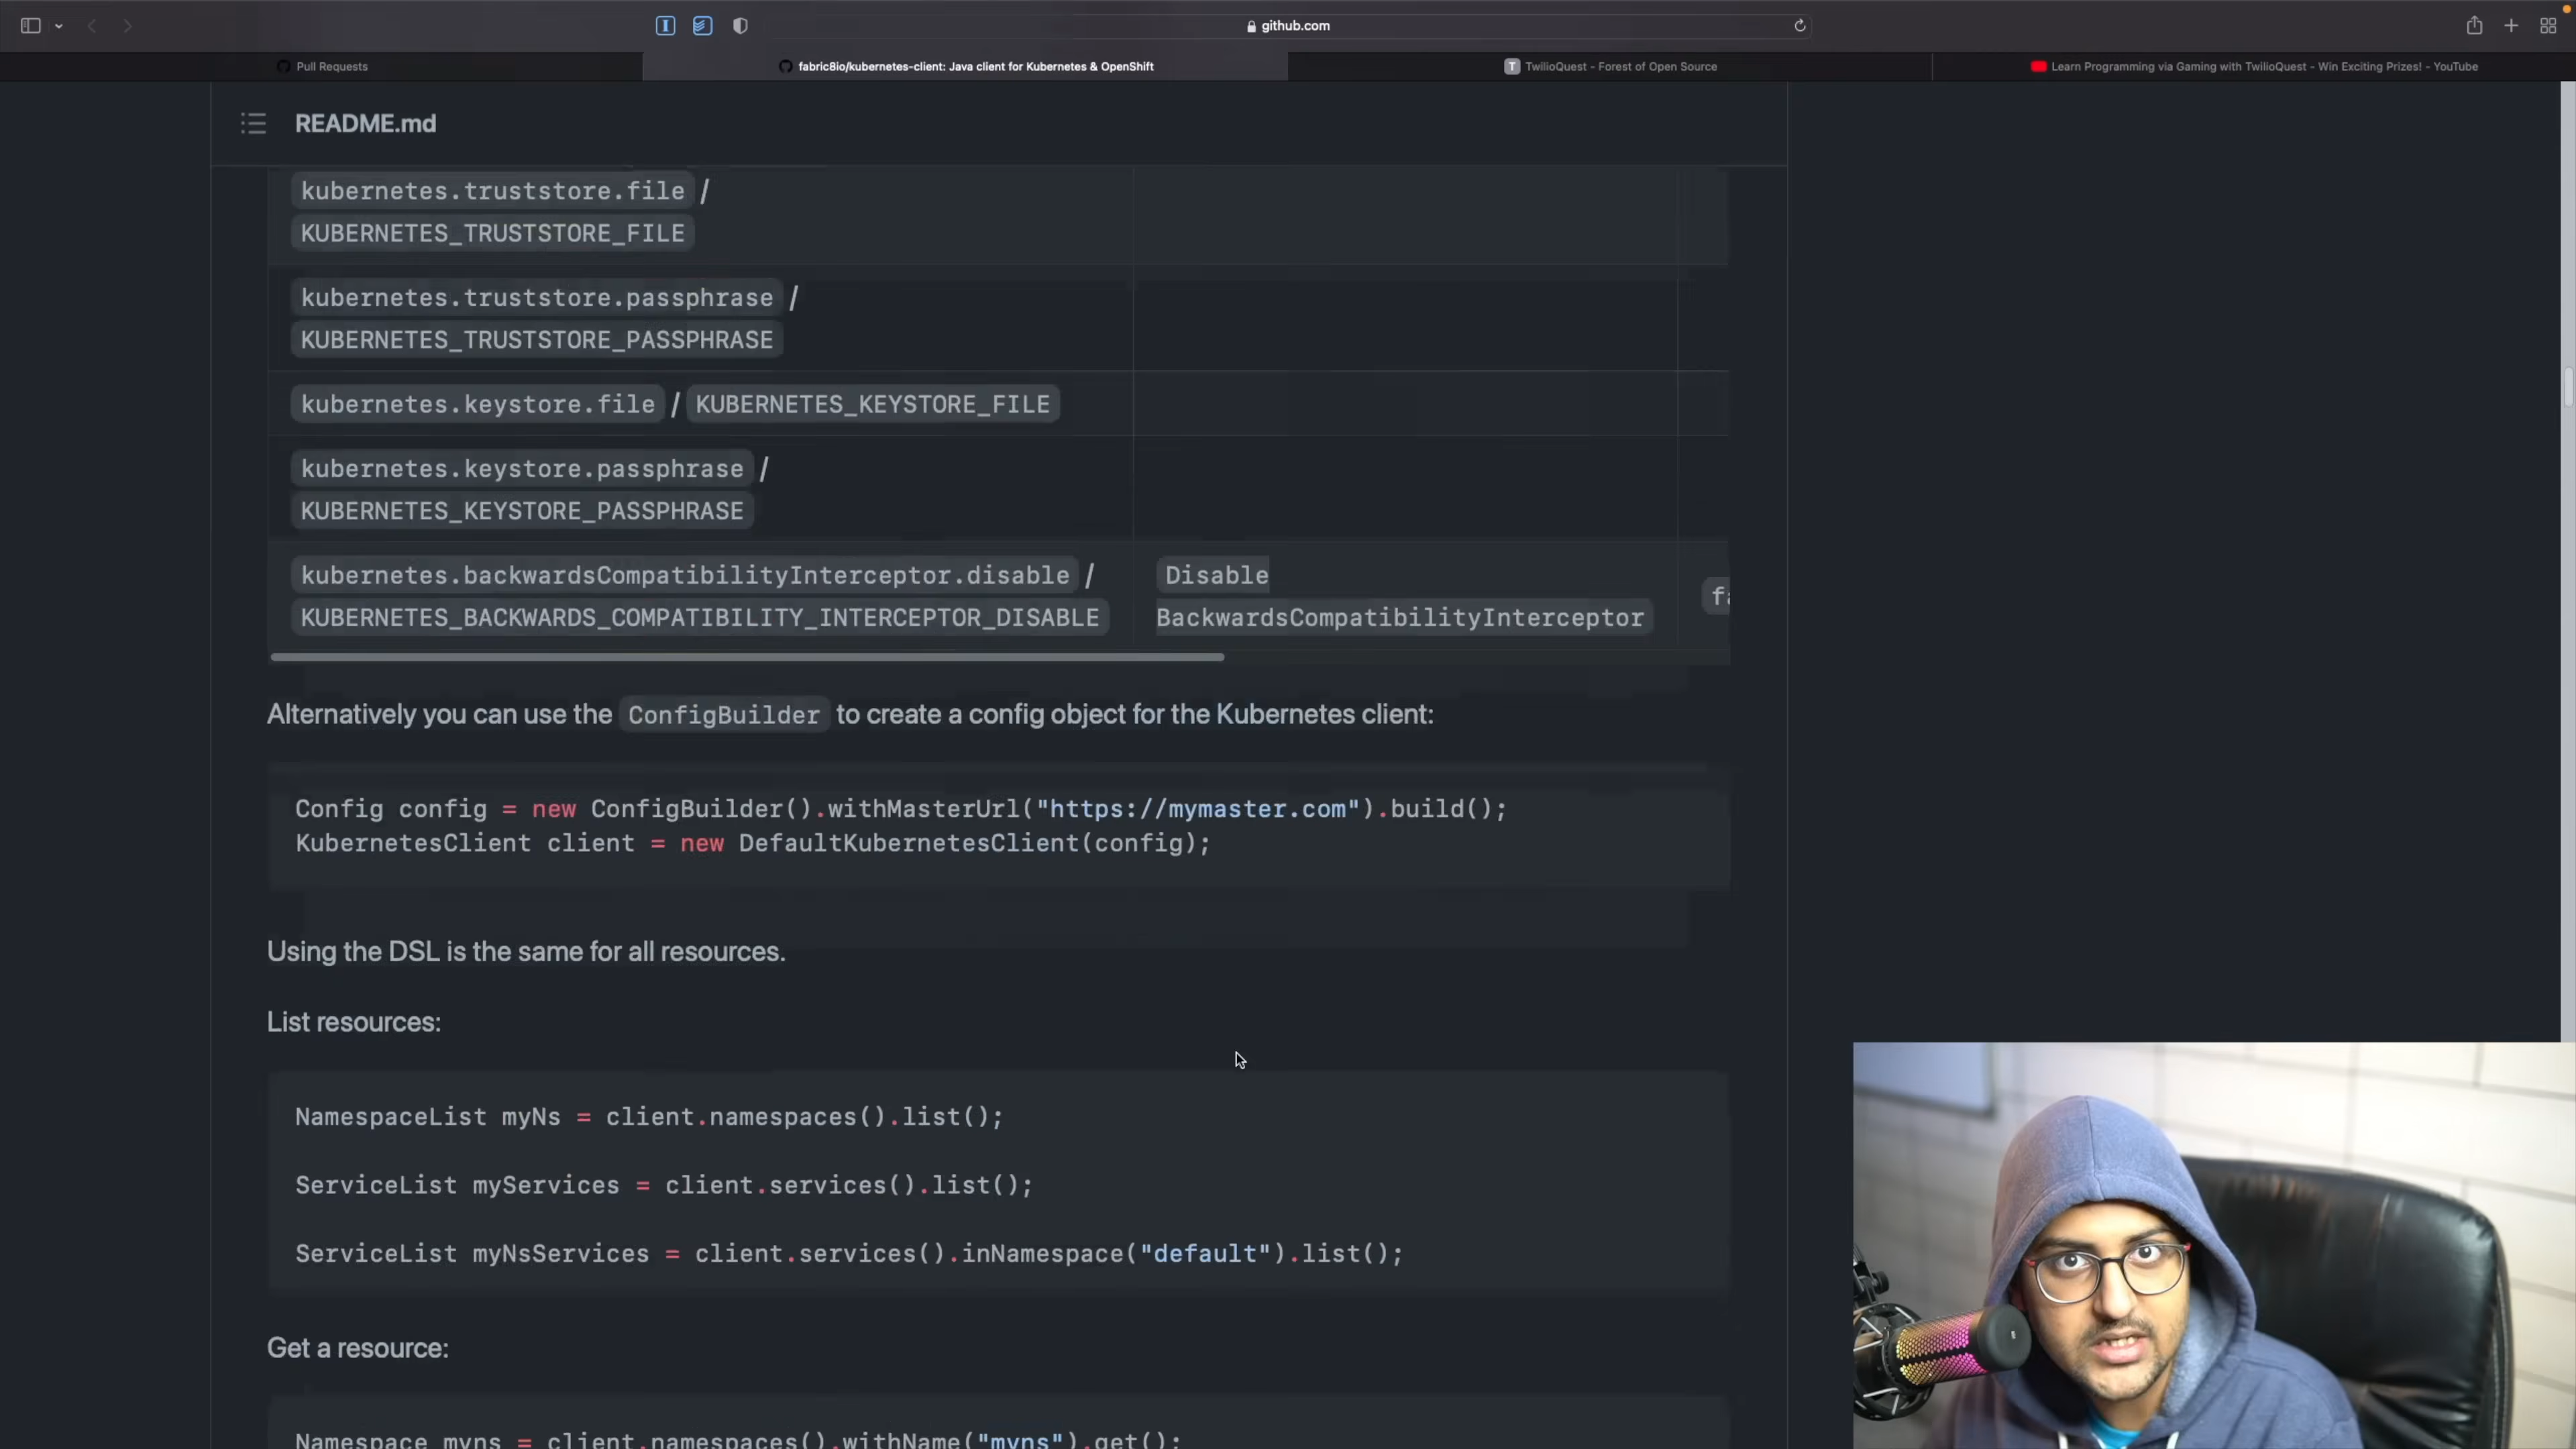 github.com
Pull Requests
fabric8io/kubernetes-client: Java client for Kubernetes & OpenShift
TwilioQuest - Forest of Open Source
Learn Programming via Gaming with TwilioQuest - Win Exciting Prizes! - YouTube
README.md
kubernetes.truststore.file /
KUBERNETES_TRUSTSTORE_FILE
kubernetes.truststore.passphrase /
KUBERNETES_TRUSTSTORE_PASSPHRASE
kubernetes.keystore.file / KUBERNETES_KEYSTORE_FILE
kubernetes.keystore.passphrase /
KUBERNETES_KEYSTORE_PASSPHRASE
kubernetes.backwardsCompatibilityInterceptor.disable /
KUBERNETES_BACKWARDS_COMPATIBILITY_INTERCEPTOR_DISABLE
Disable
BackwardsCompatibilityInterceptor
Alternatively you can use the ConfigBuilder to create a config object for the Kubernetes client:
Config config = new ConfigBuilder().withMasterUrl("https://mymaster.com").build();
KubernetesClient client = new DefaultKubernetesClient(config);
Using the DSL is the same for all resources.
List resources:
NamespaceList myNs = client.namespaces().list();
ServiceList myServices = client.services().list();
ServiceList myNsServices = client.services().inNamespace("default").list();
Get a resource:
Namespace myns = client.namespaces().withName("myns").get();